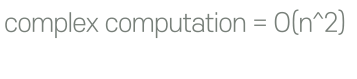 complex computation = O(n^2)